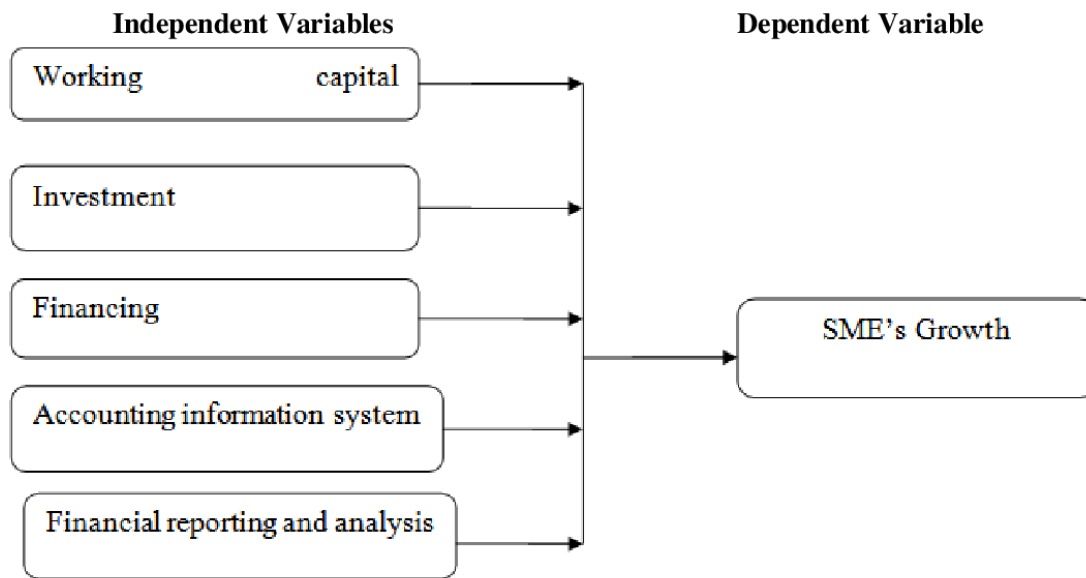 Independent Variables
Dependent Variable
Working capital
Investment
Financing
SME’s Growth
Accounting information system
Financial reporting and analysis